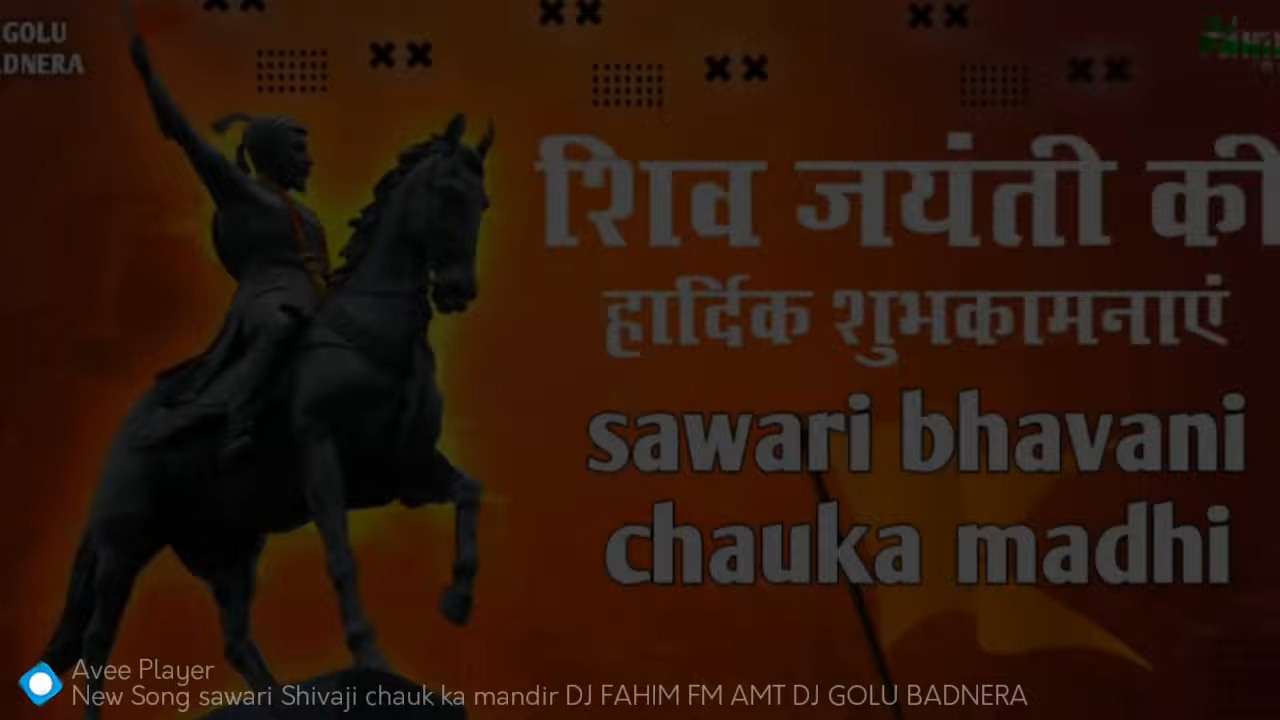 GOLU
DNERA
शिव जयंती की
हार्दिक शुभकामनाएं
sawari bhavani
chauka madhi
Avee Player
New Song sawari Shivaji chauk ka mandir DJ FAHIM FM AMT DJ GOLU BADNERA